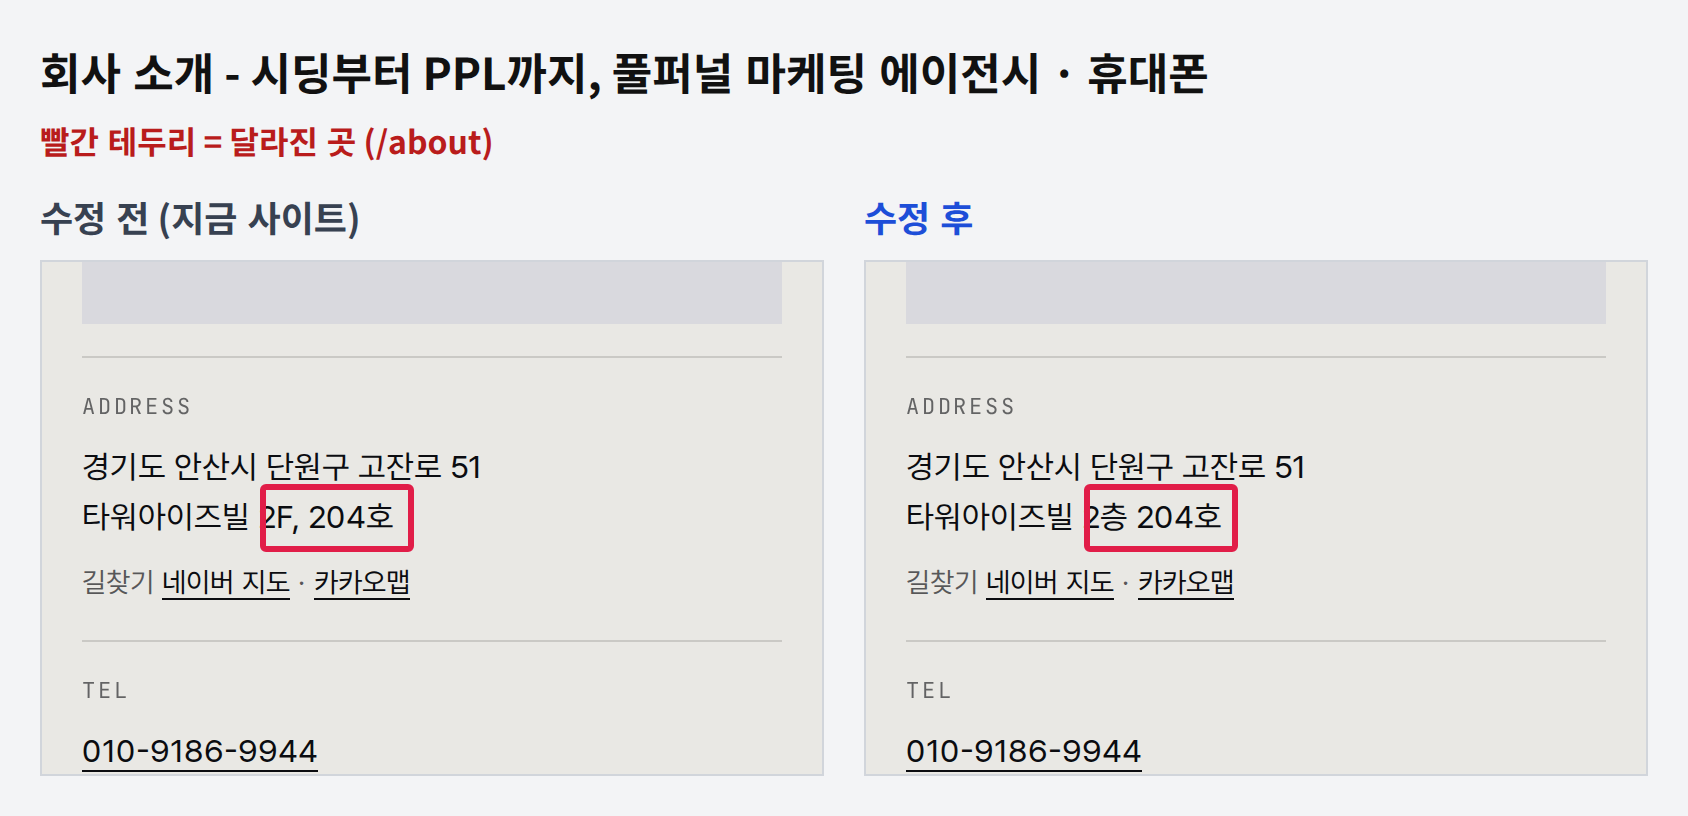 회사 소개 - 시딩부터 PPL까지, 풀퍼널 마케팅 에이전시 · 휴대폰
빨간 테두리 = 달라진 곳 (/about)
수정 전 (지금 사이트)
ADDRESS
경기도 안산시 단원구 고잔로 51
타워아이즈빌 2F, 204호
길찾기 네이버 지도 · 카카오맵
TEL
010-9186-9944
수정 후
ADDRESS
경기도 안산시 단원구 고잔로 51
타워아이즈빌 2층 204호
길찾기 네이버 지도 · 카카오맵
TEL
010-9186-9944